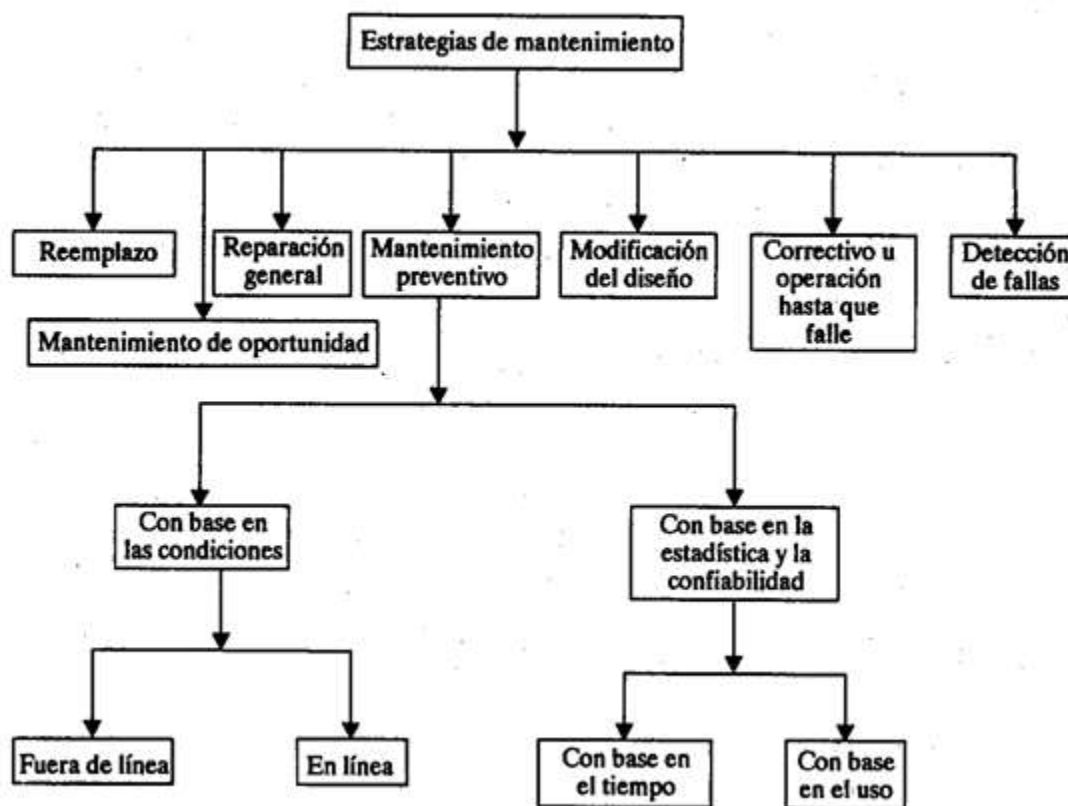 Estrategias de mantenimiento
Reemplazo
Mantenimiento de oportunidad
Reparación
general
Mantenimiento
preventivo
Modificación
del diseño
Correctivo u
operación
hasta que
falle
Detección
de fallas
Con base en
las condiciones
Con base en la
estadística y la
confiabilidad
Fuera de línea
En línea
Con base en
el tiempo
Con base
en el uso